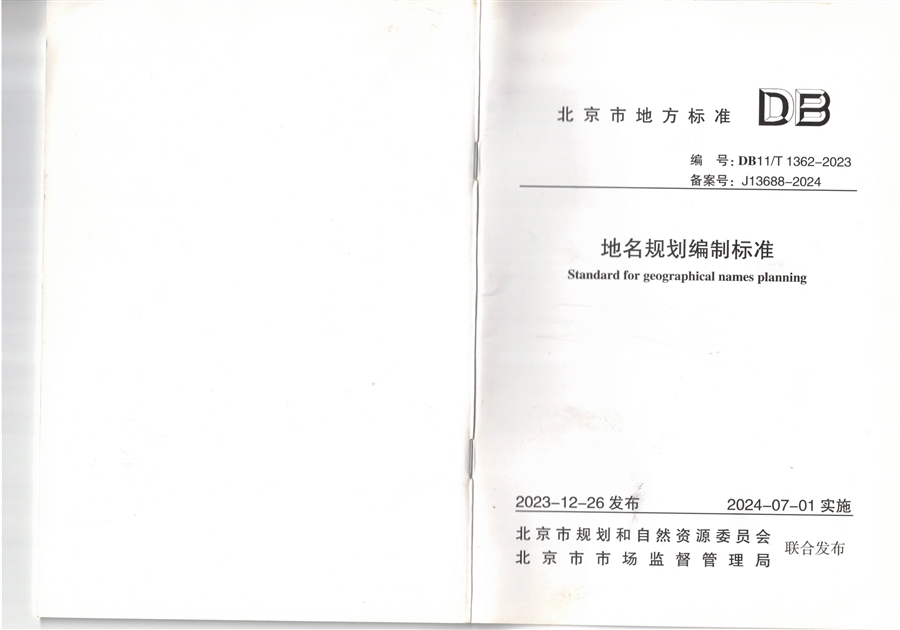 北京市地方标准 DB
编 号：DB11/T 1362-2023
备案号：J13688-2024
地名规划编制标准
Standard for geographical names planning
2023-12-26 发布 2024-07-01 实施
北京市规划和自然资源委员会
北京市市场监督管理局
联合发布